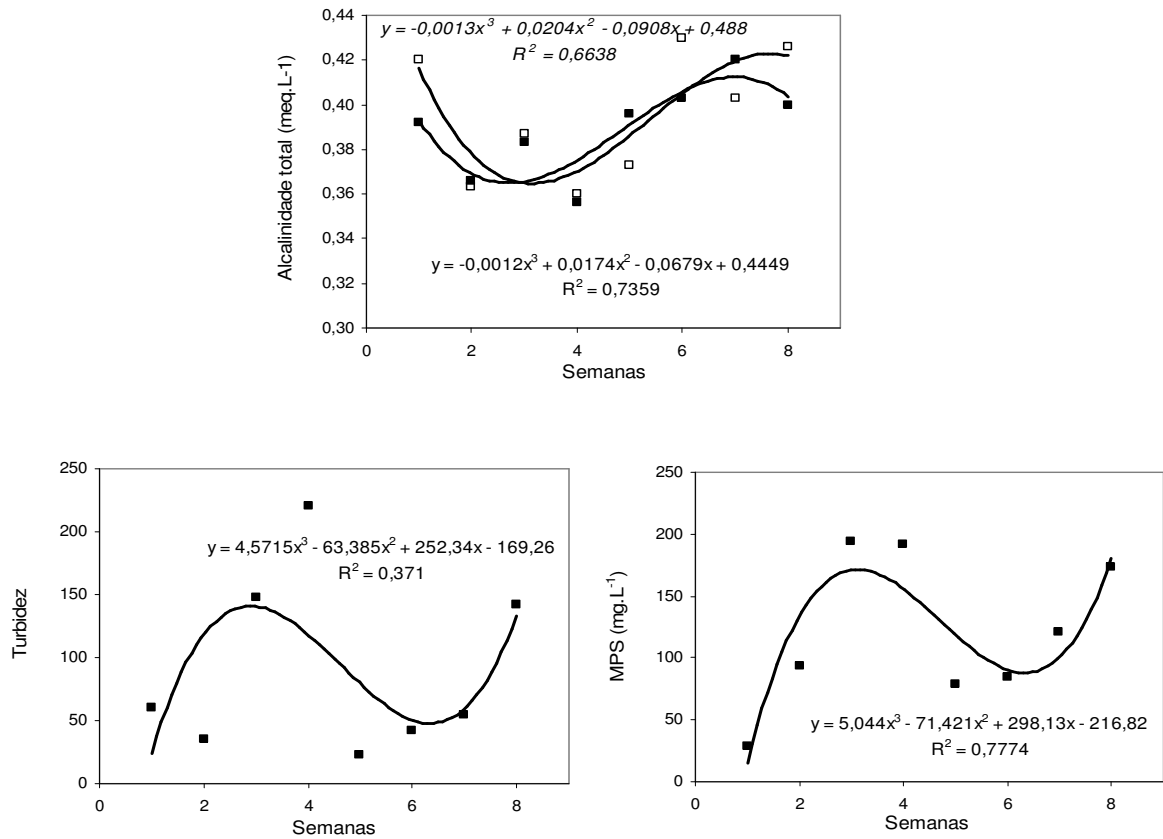 0,44
0,42
0,40
0,38
0,36
0,34
0,32
0,30
Alcalinidade total (meq.L-1)
y = -0,0013x³ + 0,0204x² - 0,0908x + 0,488
R² = 0,6638
y = -0,0012x³ + 0,0174x² - 0,0679x + 0,4449
R² = 0,7359
0 2 4 6 8
Semanas
250
200
150
100
50
0
Turbidez
y = 4,5715x³ - 63,385x² + 252,34x - 169,26
R² = 0,371
0 2 4 6 8
Semanas
250
200
150
100
50
0
MPS (mg.L⁻¹)
y = 5,044x³ - 71,421x² + 298,13x - 216,82
R² = 0,7774
0 2 4 6 8
Semanas